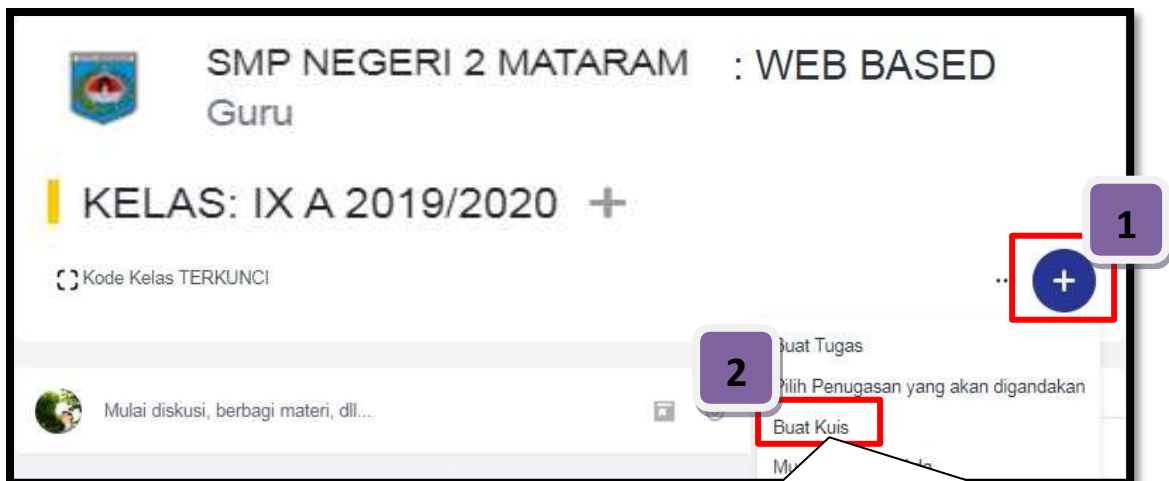 SMP NEGERI 2 MATARAM : WEB BASED
Guru
KELAS: IX A 2019/2020 +
1
Kode Kelas TERKUNCI
... +
Buat Tugas
2
Pilih Penugasan yang akan digandakan
Mulai diskusi, berbagi materi, dll...
Buat Kuis